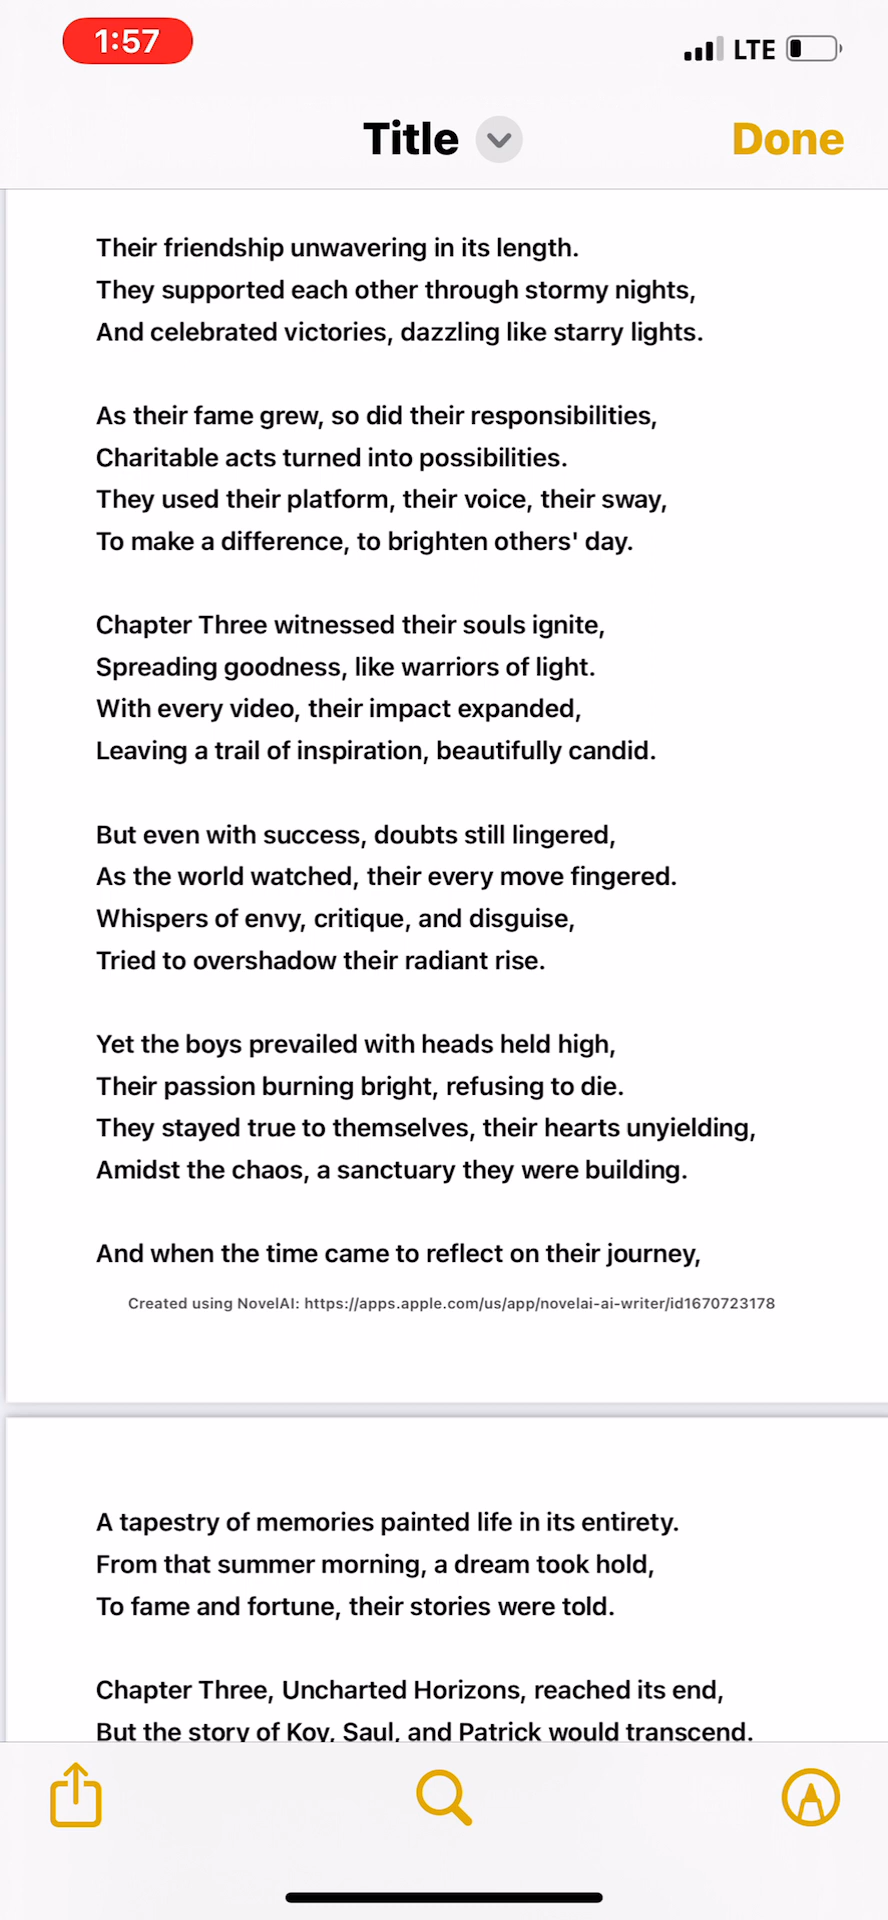 1:57
LTE
Title
Done
Their friendship unwavering in its length.
They supported each other through stormy nights,
And celebrated victories, dazzling like starry lights.
As their fame grew, so did their responsibilities,
Charitable acts turned into possibilities.
They used their platform, their voice, their sway,
To make a difference, to brighten others' day.
Chapter Three witnessed their souls ignite,
Spreading goodness, like warriors of light.
With every video, their impact expanded,
Leaving a trail of inspiration, beautifully candid.
But even with success, doubts still lingered,
As the world watched, their every move fingered.
Whispers of envy, critique, and disguise,
Tried to overshadow their radiant rise.
Yet the boys prevailed with heads held high,
Their passion burning bright, refusing to die.
They stayed true to themselves, their hearts unyielding,
Amidst the chaos, a sanctuary they were building.
And when the time came to reflect on their journey,
Created using NovelAI: https://apps.apple.com/us/app/novelai-ai-writer/id1670723178
A tapestry of memories painted life in its entirety.
From that summer morning, a dream took hold,
To fame and fortune, their stories were told.
Chapter Three, Uncharted Horizons, reached its end,
But the story of Koy, Saul, and Patrick would transcend.